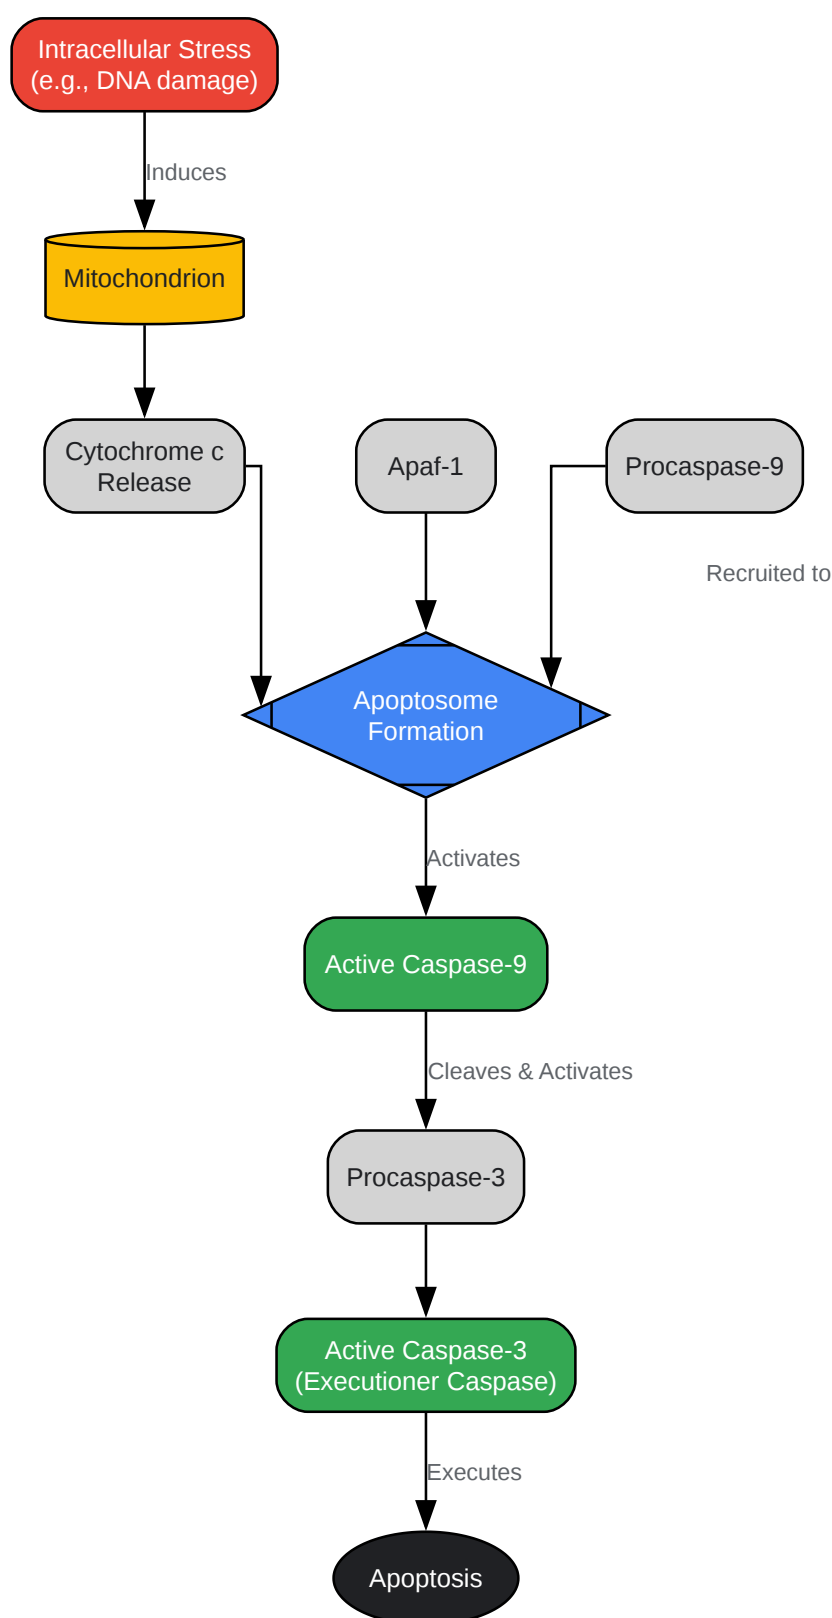 Intracellular Stress
(e.g., DNA damage)
Induces
Mitochondrion
Cytochrome c
Release
Apaf-1
Procaspase-9
Recruited to
Apoptosome
Formation
Activates
Active Caspase-9
Cleaves & Activates
Procaspase-3
Active Caspase-3
(Executioner Caspase)
Executes
Apoptosis